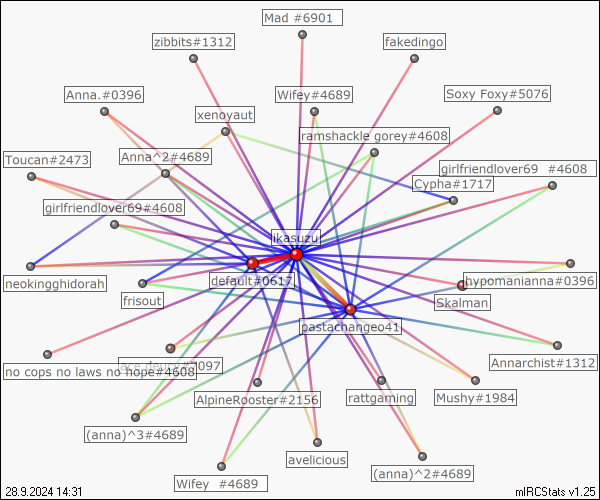 Mad #6901
zibbits#1312
fakedingo
Anna.#0396
Wifey#4689
Soxy Foxy#5076
xenoyaut
ramshackle gorey#4608
Toucan#2473
Anna^2#4689
girlfriendlover69 #4608
Cypha#1717
girlfriendlover69#4608
ikasuzu
neokingghidorah
default#0617
hypomanianna#0396
frisout
Skalman
pastachangeo41
no cops no laws no hope#4608
Annarchist#1312
AlpineRooster#2156
rattgaming
Mushy#1984
(anna)^3#4689
avelicious
(anna)^2#4689
Wifey #4689
28.9.2024 14:31
mIRCStats v1.25